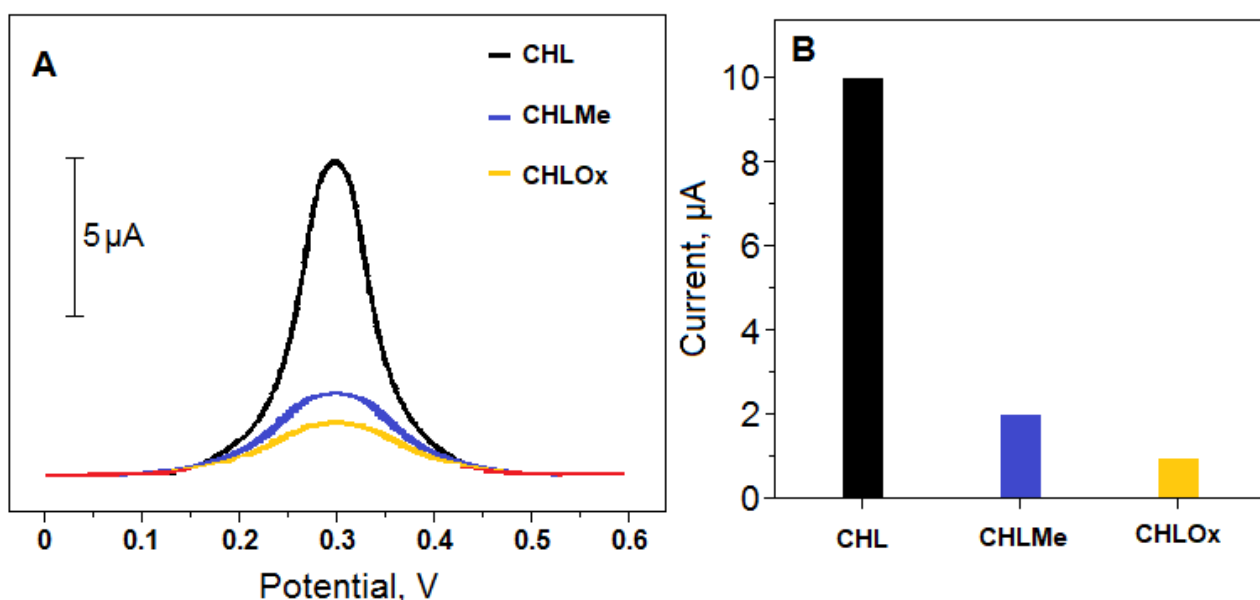 A
CHL
CHLMe
CHLOx
5 µA
0 0.1 0.2 0.3 0.4 0.5 0.6
Potential, V
B
Current, µA
10
8
6
4
2
0
CHL CHLMe CHLOx